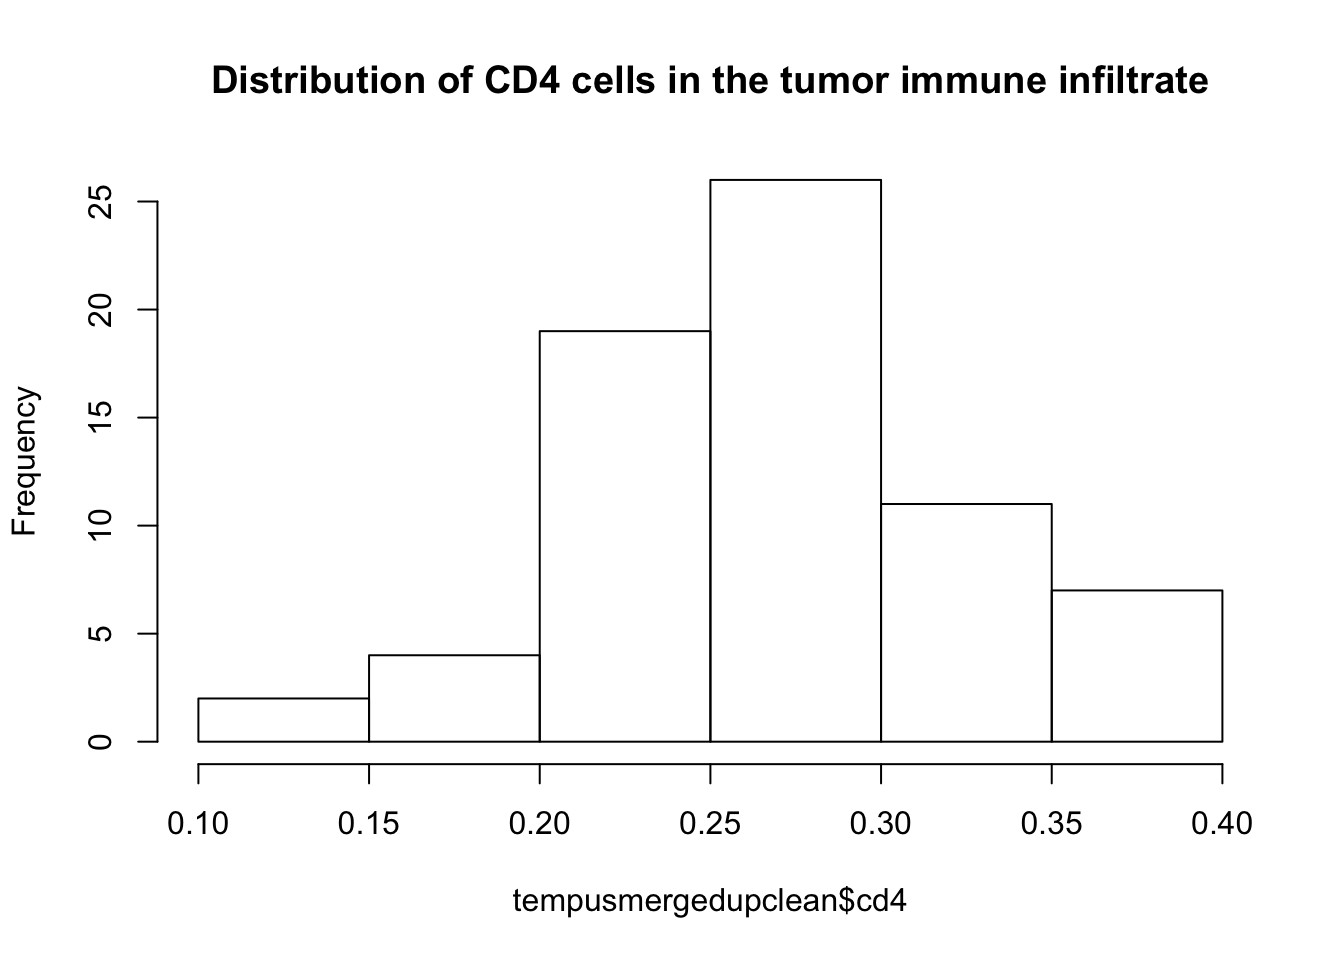 Distribution of CD4 cells in the tumor immune infiltrate
25
20
15
10
5
0
Frequency
0.10 0.15 0.20 0.25 0.30 0.35 0.40
tempusmergedupclean$cd4